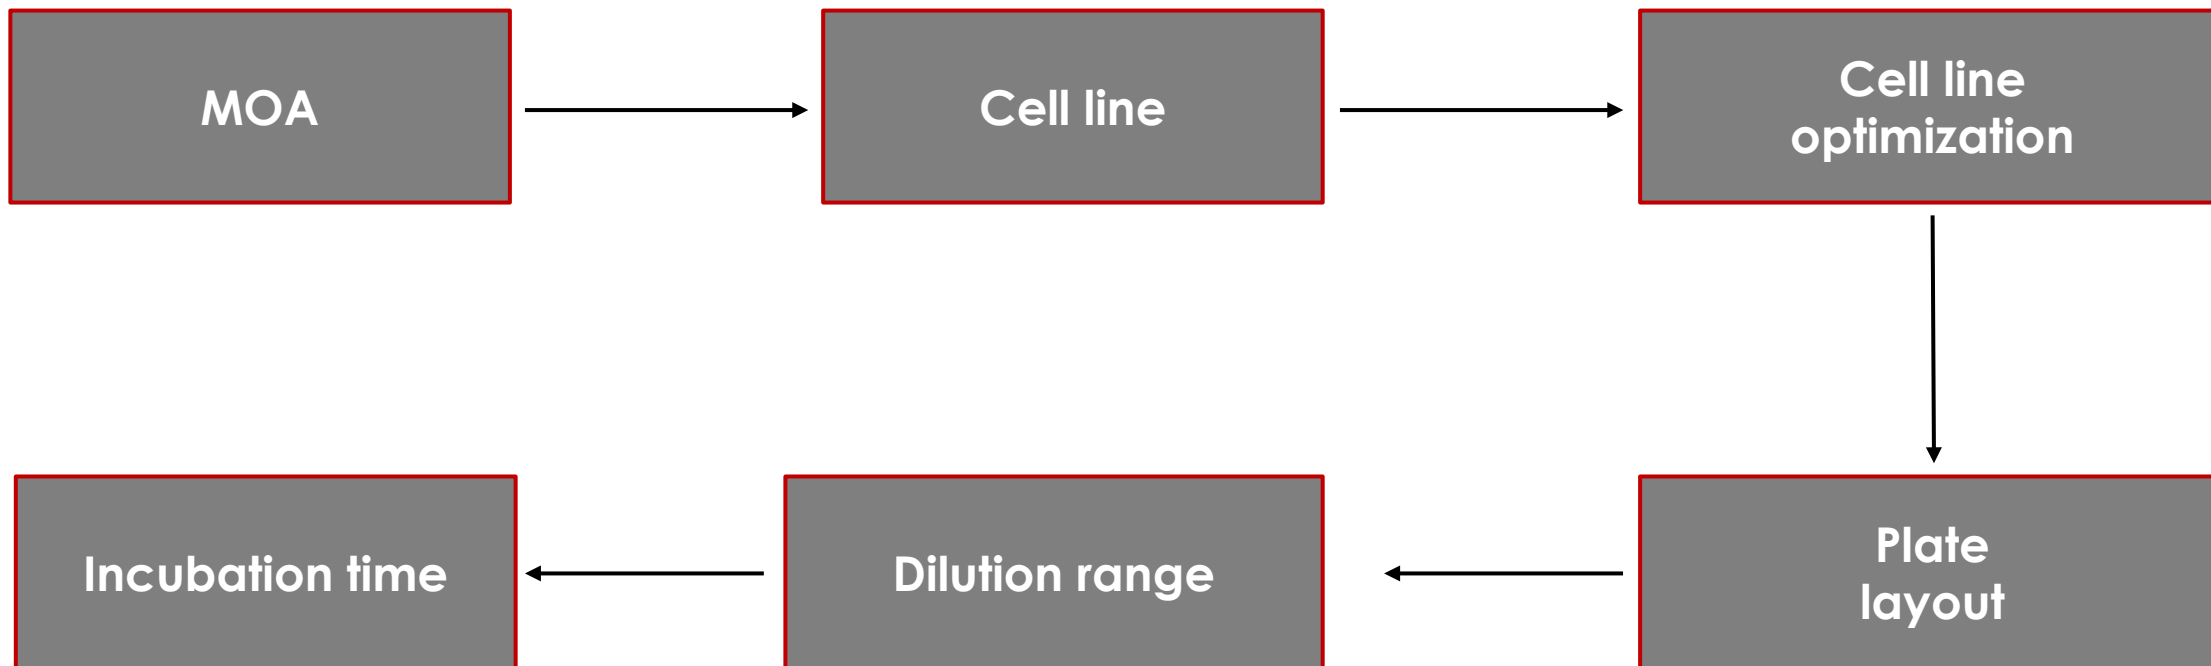 MOA
Cell line
Cell line
optimization
Incubation time
Dilution range
Plate
layout